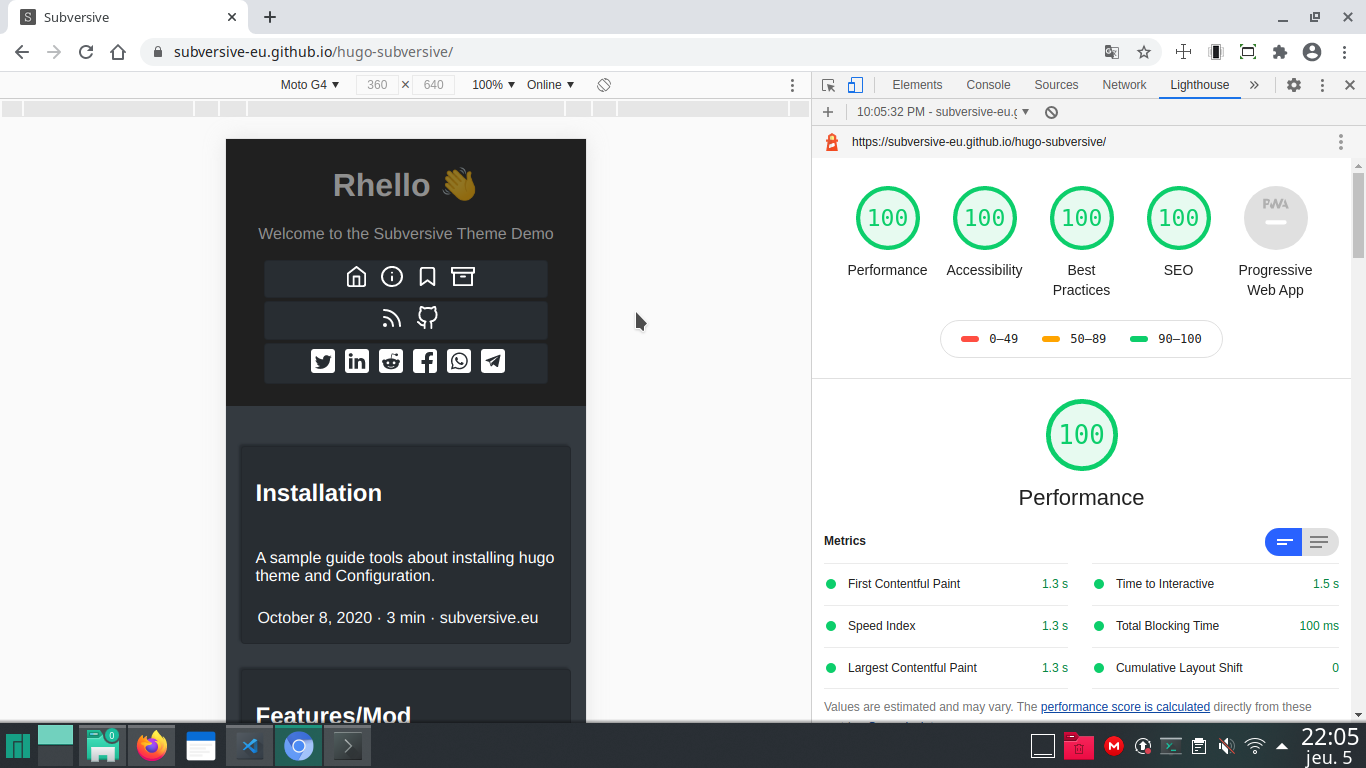 S Subversive
subversive-eu.github.io/hugo-subversive/
Moto G4 360 × 640 100% Online
Elements Console Sources Network Lighthouse
10:05:32 PM - subversive-eu.g
https://subversive-eu.github.io/hugo-subversive/
Rhello 👋
Welcome to the Subversive Theme Demo
Installation
A sample guide tools about installing hugo
theme and Configuration.
October 8, 2020 · 3 min · subversive.eu
Features/Mod
100 100 100 100 PWA
Performance Accessibility Best Practices SEO Progressive Web App
0–49 50–89 90–100
100
Performance
Metrics
First Contentful Paint 1.3 s Time to Interactive 1.5 s
Speed Index 1.3 s Total Blocking Time 100 ms
Largest Contentful Paint 1.3 s Cumulative Layout Shift 0
Values are estimated and may vary. The performance score is calculated directly from these
0
M
22:05
jeu. 5